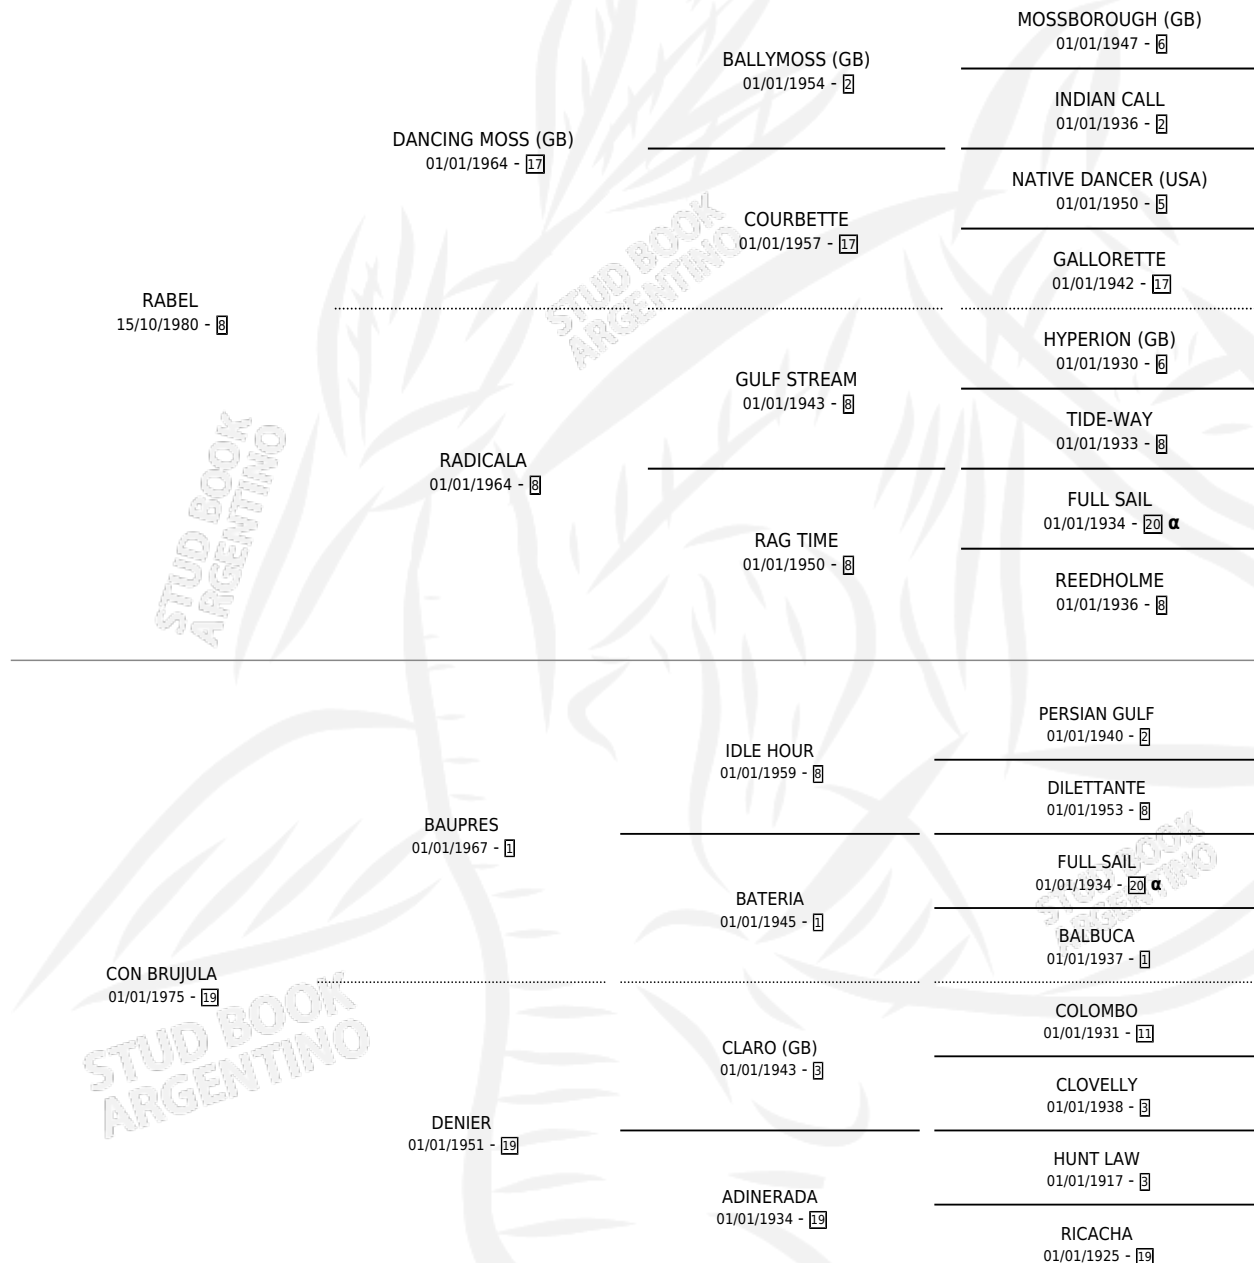 MOSSBOROUGH (GB)
01/01/1947 - 6
BALLYMOSS (GB)
01/01/1954 - 2
INDIAN CALL
01/01/1936 - 2
DANCING MOSS (GB)
01/01/1964 - 17
NATIVE DANCER (USA)
01/01/1950 - 5
COURBETTE
01/01/1957 - 17
GALLORETTE
01/01/1942 - 17
RABEL
15/10/1980 - 8
HYPERION (GB)
01/01/1930 - 6
GULF STREAM
01/01/1943 - 8
TIDE-WAY
01/01/1933 - 8
RADICALA
01/01/1964 - 8
FULL SAIL
01/01/1934 - 20 α
RAG TIME
01/01/1950 - 8
REEDHOLME
01/01/1936 - 8
PERSIAN GULF
01/01/1940 - 2
IDLE HOUR
01/01/1959 - 8
DILETTANTE
01/01/1953 - 8
BAUPRES
01/01/1967 - 1
FULL SAIL
01/01/1934 - 20 α
BATERIA
01/01/1945 - 1
BALBUCA
01/01/1937 - 1
CON BRUJULA
01/01/1975 - 19
COLOMBO
01/01/1931 - 11
CLARO (GB)
01/01/1943 - 3
CLOVELLY
01/01/1938 - 3
DENIER
01/01/1951 - 19
HUNT LAW
01/01/1917 - 3
ADINERADA
01/01/1934 - 19
RICACHA
01/01/1925 - 19
STUD BOOK
ARGENTINO
STUD BOOK
ARGENTINO
STUD BOOK
ARGENTINO
STUD BOOK
ARGENTINO